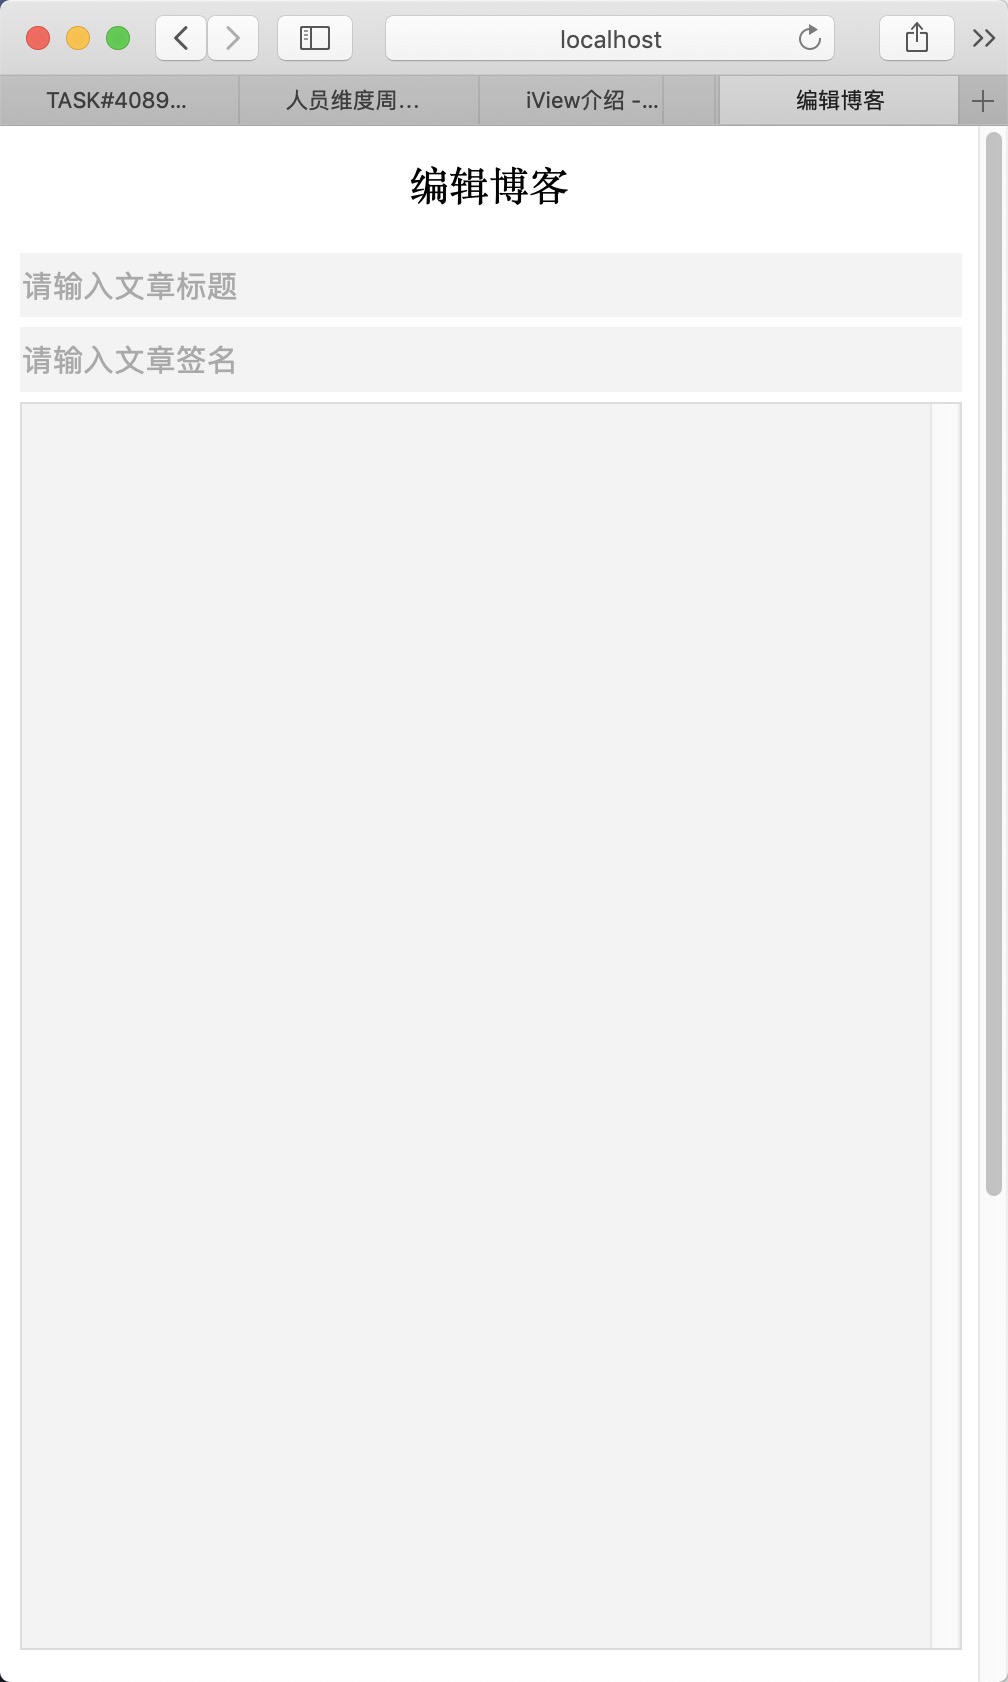 localhost
TASK#4089...
人员维度周...
iView介绍 -...
编辑博客
编辑博客
请输入文章标题
请输入文章签名